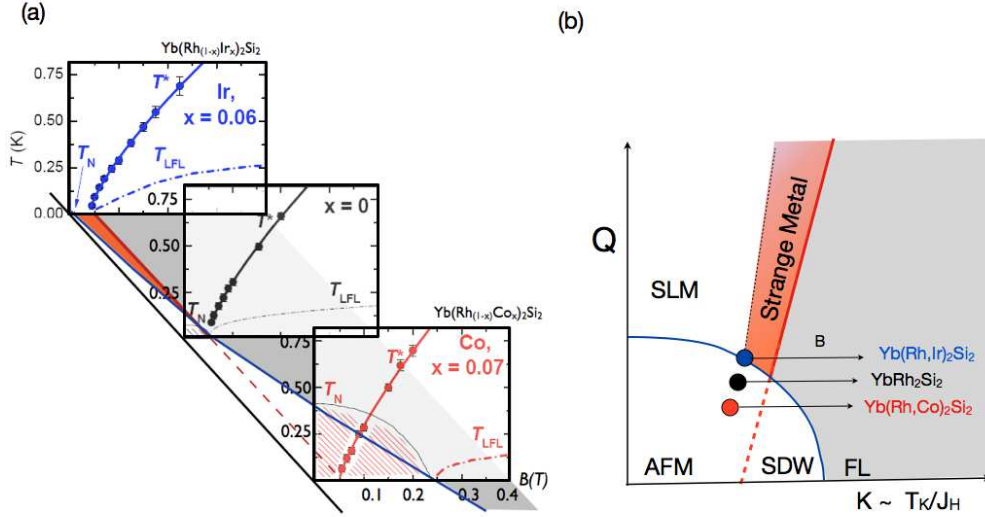 (a)
(b)
Yb(Rh(1-x)Irx)2Si2
0.75
0.50
0.25
0.00
T (K)
T*
Ir,
x = 0.06
TN
TLFL
0.75
0.50
0.25
x = 0
T*
TN
TLFL
Yb(Rh(1-x)Cox)2Si2
0.75
0.50
0.25
T*
Co,
x = 0.07
TN
TLFL
0.1
0.2
0.3
0.4
B(T)
Q
Strange Metal
SLM
B
Yb(Rh,Ir)2Si2
YbRh2Si2
Yb(Rh,Co)2Si2
AFM
SDW
FL
K ~ TK/JH